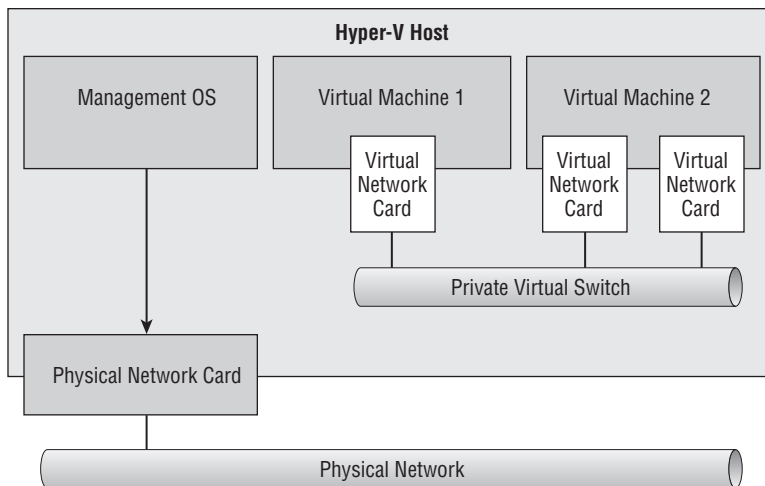 Hyper-V Host
Management OS
Virtual Machine 1
Virtual Machine 2
Virtual
Network
Card
Virtual
Network
Card
Virtual
Network
Card
Private Virtual Switch
Physical Network Card
Physical Network